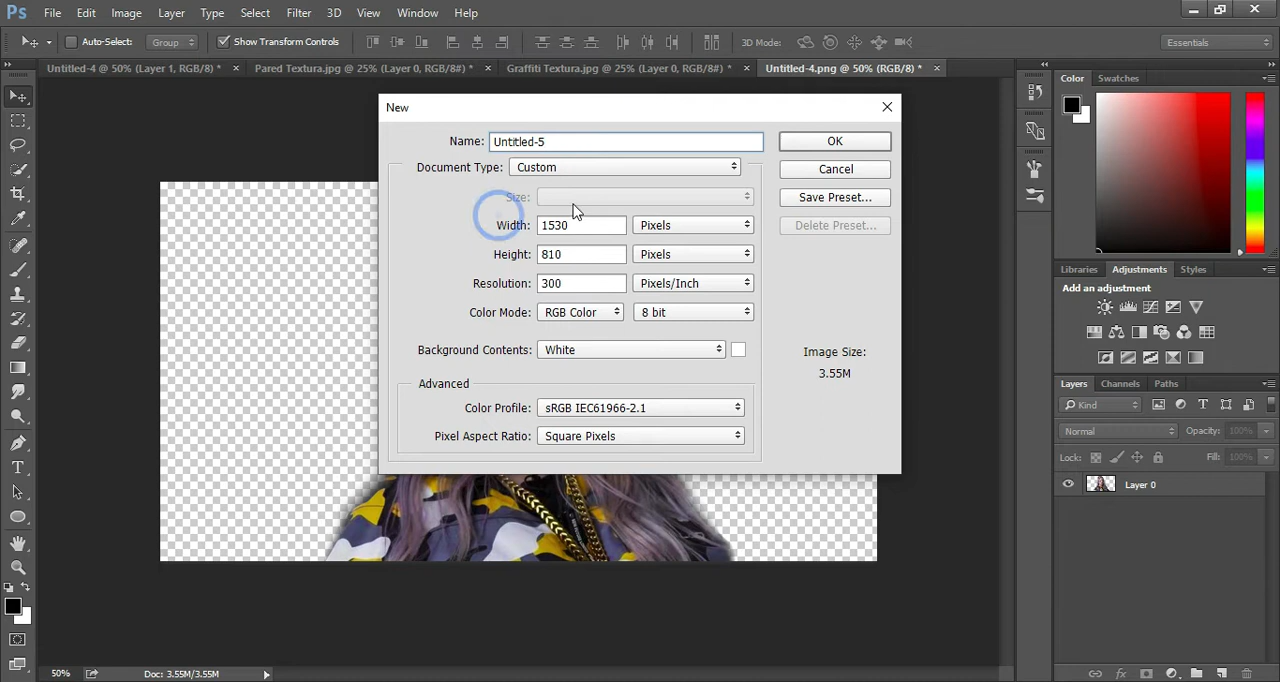 Ps File Edit Image Layer Type Select Filter 3D View Window Help
Auto-Select: Group Show Transform Controls 3D Mode: Essentials
Untitled-4 @ 50% (Layer 1, RGB/8) * × Pared Textura.jpg @ 25% (Layer 0, RGB/8#) * × Graffiti Textura.jpg @ 25% (Layer 0, RGB/8#) * × Untitled-4.png @ 50% (RGB/8) * ×
Color Swatches
New
Name: Untitled-5 OK
Document Type: Custom Cancel
Size: Save Preset...
Width: 1530 Pixels Delete Preset...
Height: 810 Pixels
Resolution: 300 Pixels/Inch
Color Mode: RGB Color 8 bit
Background Contents: White
Image Size:
3.55M
Advanced
Color Profile: sRGB IEC61966-2.1
Pixel Aspect Ratio: Square Pixels
Libraries Adjustments Styles
Add an adjustment
Layers Channels Paths
Kind
Normal Opacity: 100%
Lock: Fill: 100%
Layer 0
50% Doc: 3.55M/3.55M